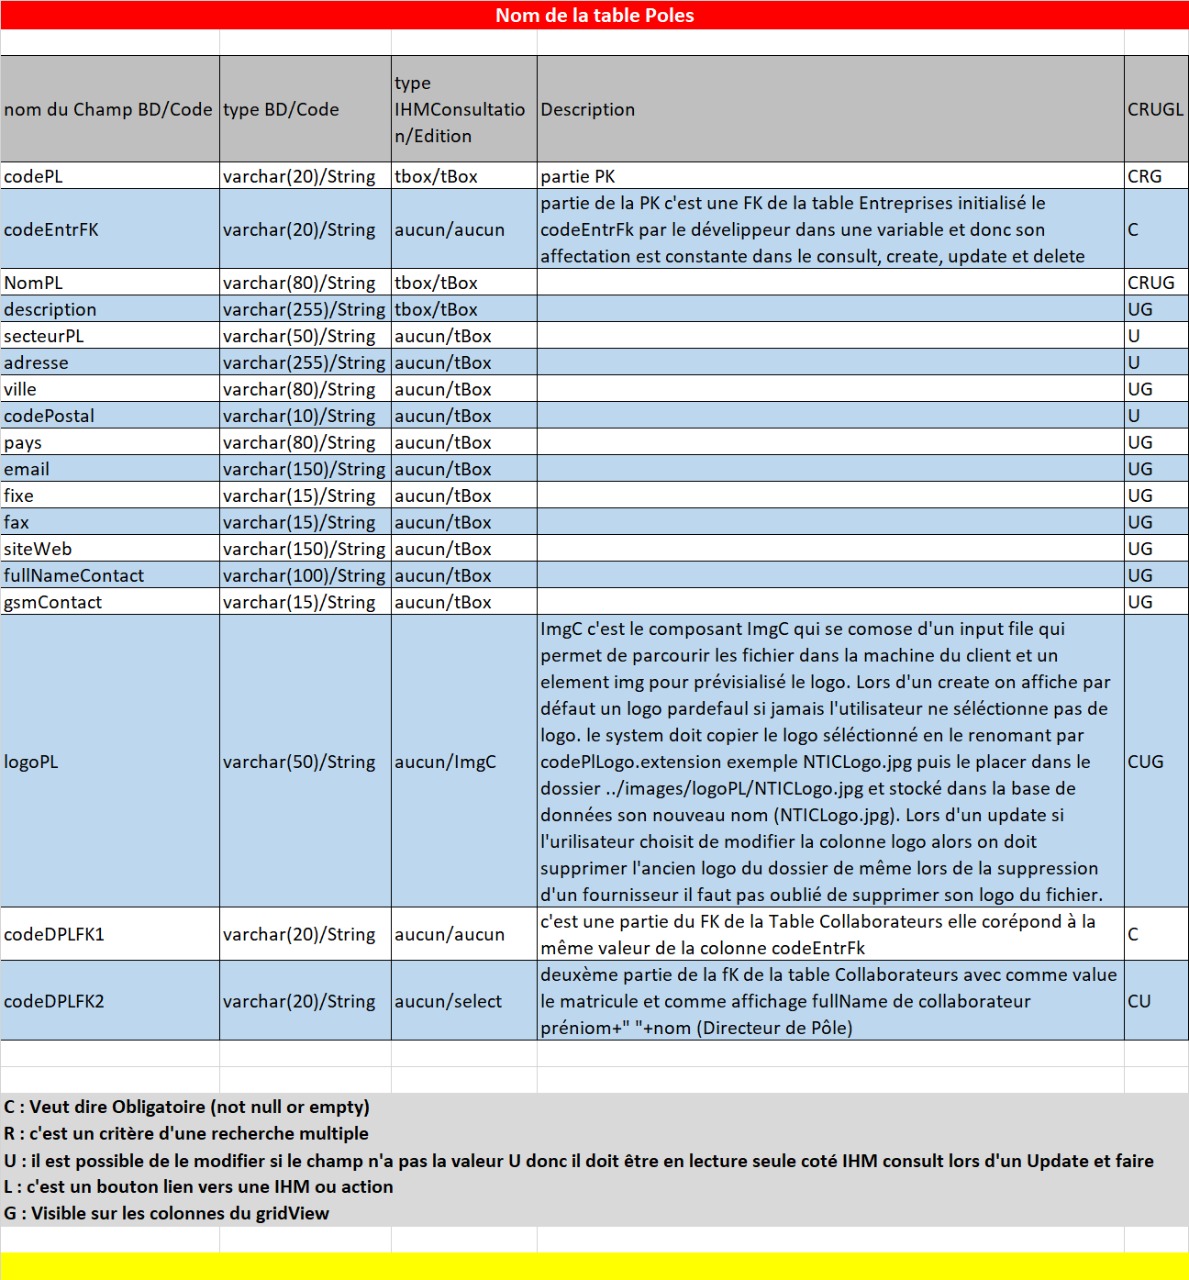 Nom de la table Poles
nom du Champ BD/Code type BD/Code type IHMConsultatio n/Edition Description CRUGL
codePL varchar(20)/String tbox/tBox partie PK CRG
codeEntrFK varchar(20)/String aucun/aucun partie de la PK c'est une FK de la table Entreprises initialisé le
codeEntrFk par le dévelippeur dans une variable et donc son
affectation est constante dans le consult, create, update et delete C
NomPL varchar(80)/String tbox/tBox CRUG
description varchar(255)/String tbox/tBox UG
secteurPL varchar(50)/String aucun/tBox U
adresse varchar(255)/String aucun/tBox U
ville varchar(80)/String aucun/tBox UG
codePostal varchar(10)/String aucun/tBox U
pays varchar(80)/String aucun/tBox UG
email varchar(150)/String aucun/tBox UG
fixe varchar(15)/String aucun/tBox UG
fax varchar(15)/String aucun/tBox UG
siteWeb varchar(150)/String aucun/tBox UG
fullNameContact varchar(100)/String aucun/tBox UG
gsmContact varchar(15)/String aucun/tBox UG
logoPL varchar(50)/String aucun/ImgC ImgC c'est le composant ImgC qui se comose d'un input file qui
permet de parcourir les fichier dans la machine du client et un
element img pour prévisialisé le logo. Lors d'un create on affiche par
défaut un logo pardefaul si jamais l'utilisateur ne séléctionne pas de
logo. le system doit copier le logo séléctionné en le renomant par
codePlLogo.extension exemple NTICLogo.jpg puis le placer dans le
dossier ../images/logoPL/NTICLogo.jpg et stocké dans la base de
données son nouveau nom (NTICLogo.jpg). Lors d'un update si
l'urilisateur choisit de modifier la colonne logo alors on doit
supprimer l'ancien logo du dossier de même lors de la suppression
d'un fournisseur il faut pas oublié de supprimer son logo du fichier. CUG
codeDPLFK1 varchar(20)/String aucun/aucun c'est une partie du FK de la Table Collaborateurs elle corépond à la
même valeur de la colonne codeEntrFk C
codeDPLFK2 varchar(20)/String aucun/select deuxème partie de la fK de la table Collaborateurs avec comme value
le matricule et comme affichage fullName de collaborateur
préniom+" "+nom (Directeur de Pôle) CU
C : Veut dire Obligatoire (not null or empty)
R : c'est un critère d'une recherche multiple
U : il est possible de le modifier si le champ n'a pas la valeur U donc il doit être en lecture seule coté IHM consult lors d'un Update et faire
L : c'est un bouton lien vers une IHM ou action
G : Visible sur les colonnes du gridView